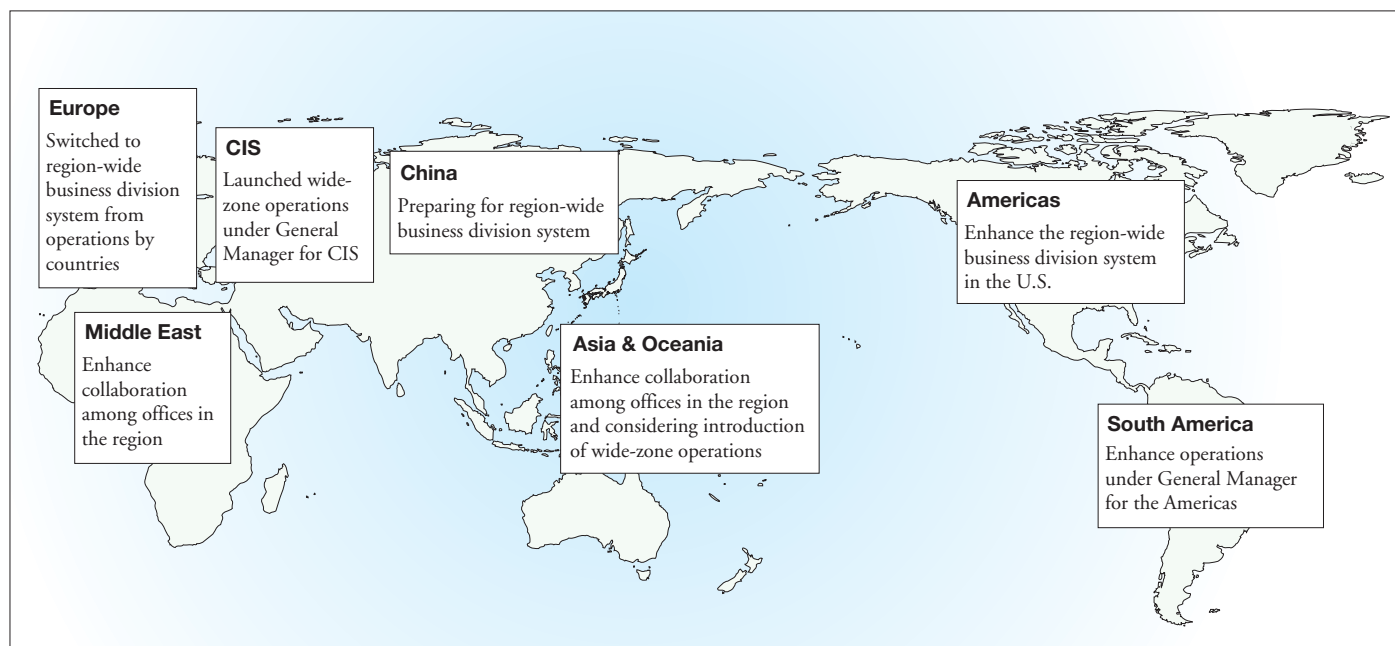 Europe
Switched to
region-wide
business division
system from
operations by
countries
CIS
Launched wide-
zone operations
under General
Manager for CIS
China
Preparing for region-wide
business division system
Americas
Enhance the region-wide
business division system
in the U.S.
Middle East
Enhance
collaboration
among offices in
the region
Asia & Oceania
Enhance collaboration
among offices in the region
and considering introduction
of wide-zone operations
South America
Enhance operations
under General Manager
for the Americas